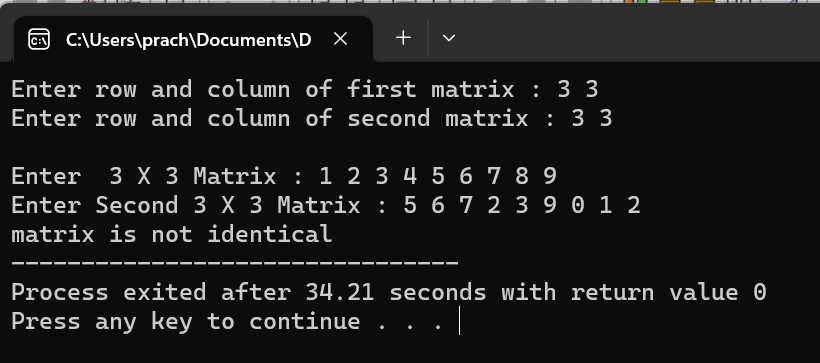 C:\Users\prach\Documents\D
Enter row and column of first matrix : 3 3
Enter row and column of second matrix : 3 3
Enter  3 X 3 Matrix : 1 2 3 4 5 6 7 8 9
Enter Second 3 X 3 Matrix : 5 6 7 2 3 9 0 1 2
matrix is not identical
--------------------------------
Process exited after 34.21 seconds with return value 0
Press any key to continue . . .